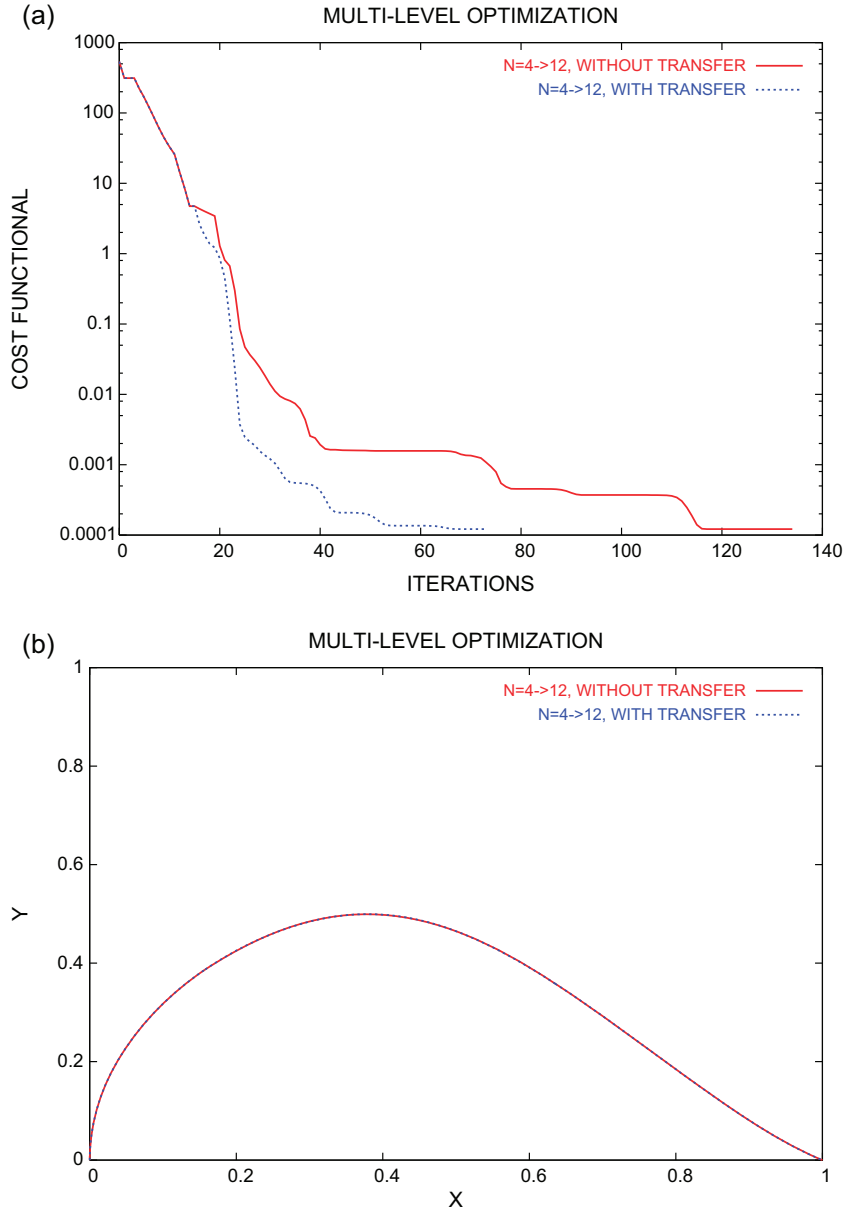 (a)
MULTI-LEVEL OPTIMIZATION
1000
100
10
1
0.1
0.01
0.001
0.0001
COST FUNCTIONAL
N=4->12, WITHOUT TRANSFER
N=4->12, WITH TRANSFER
0 20 40 60 80 100 120 140
ITERATIONS
(b)
MULTI-LEVEL OPTIMIZATION
1
0.8
0.6
0.4
0.2
0
Y
N=4->12, WITHOUT TRANSFER
N=4->12, WITH TRANSFER
0 0.2 0.4 0.6 0.8 1
X